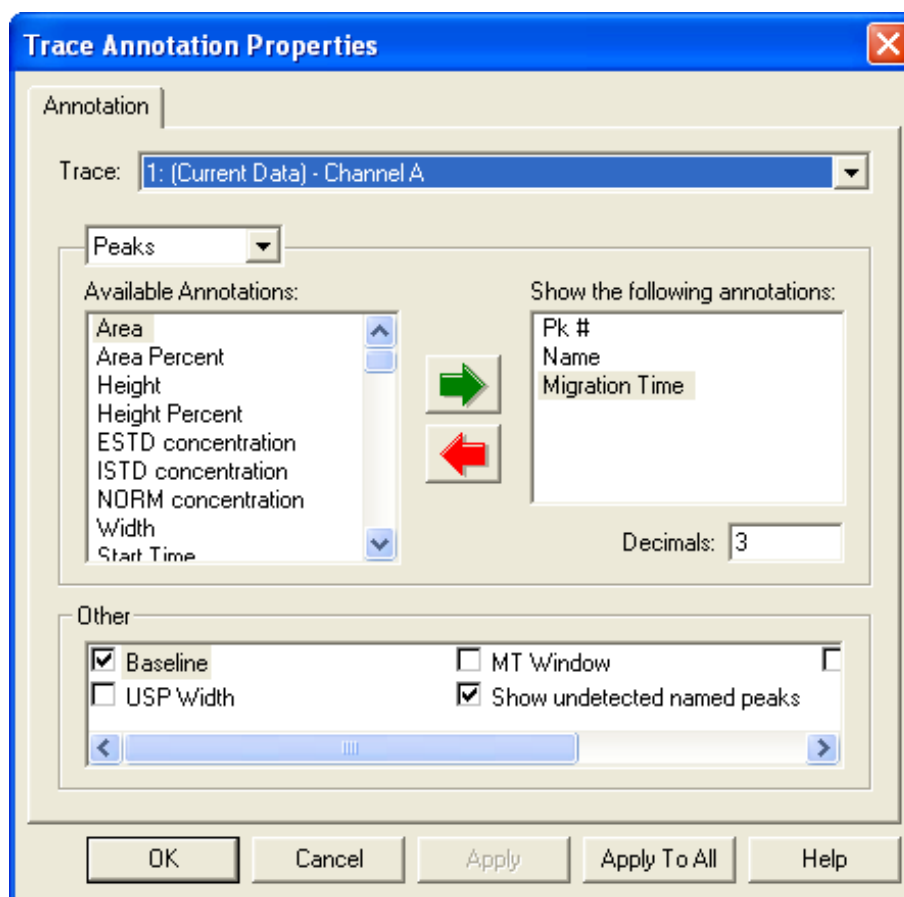 Trace Annotation Properties
Annotation
Trace: 1: (Current Data) - Channel A
Peaks
Available Annotations:
Area
Area Percent
Height
Height Percent
ESTD concentration
ISTD concentration
NORM concentration
Width
Start Time
Show the following annotations:
Pk #
Name
Migration Time
Decimals: 3
Other
Baseline
MT Window
USP Width
Show undetected named peaks
OK Cancel Apply Apply To All Help